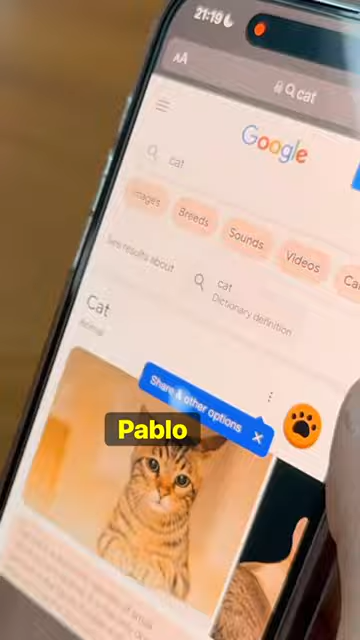 21:19
AA
cat
Google
cat
Images
Breeds
Sounds
Videos
See results about
cat
Dictionary definition
Cat
Animal
Share & other options
Pablo